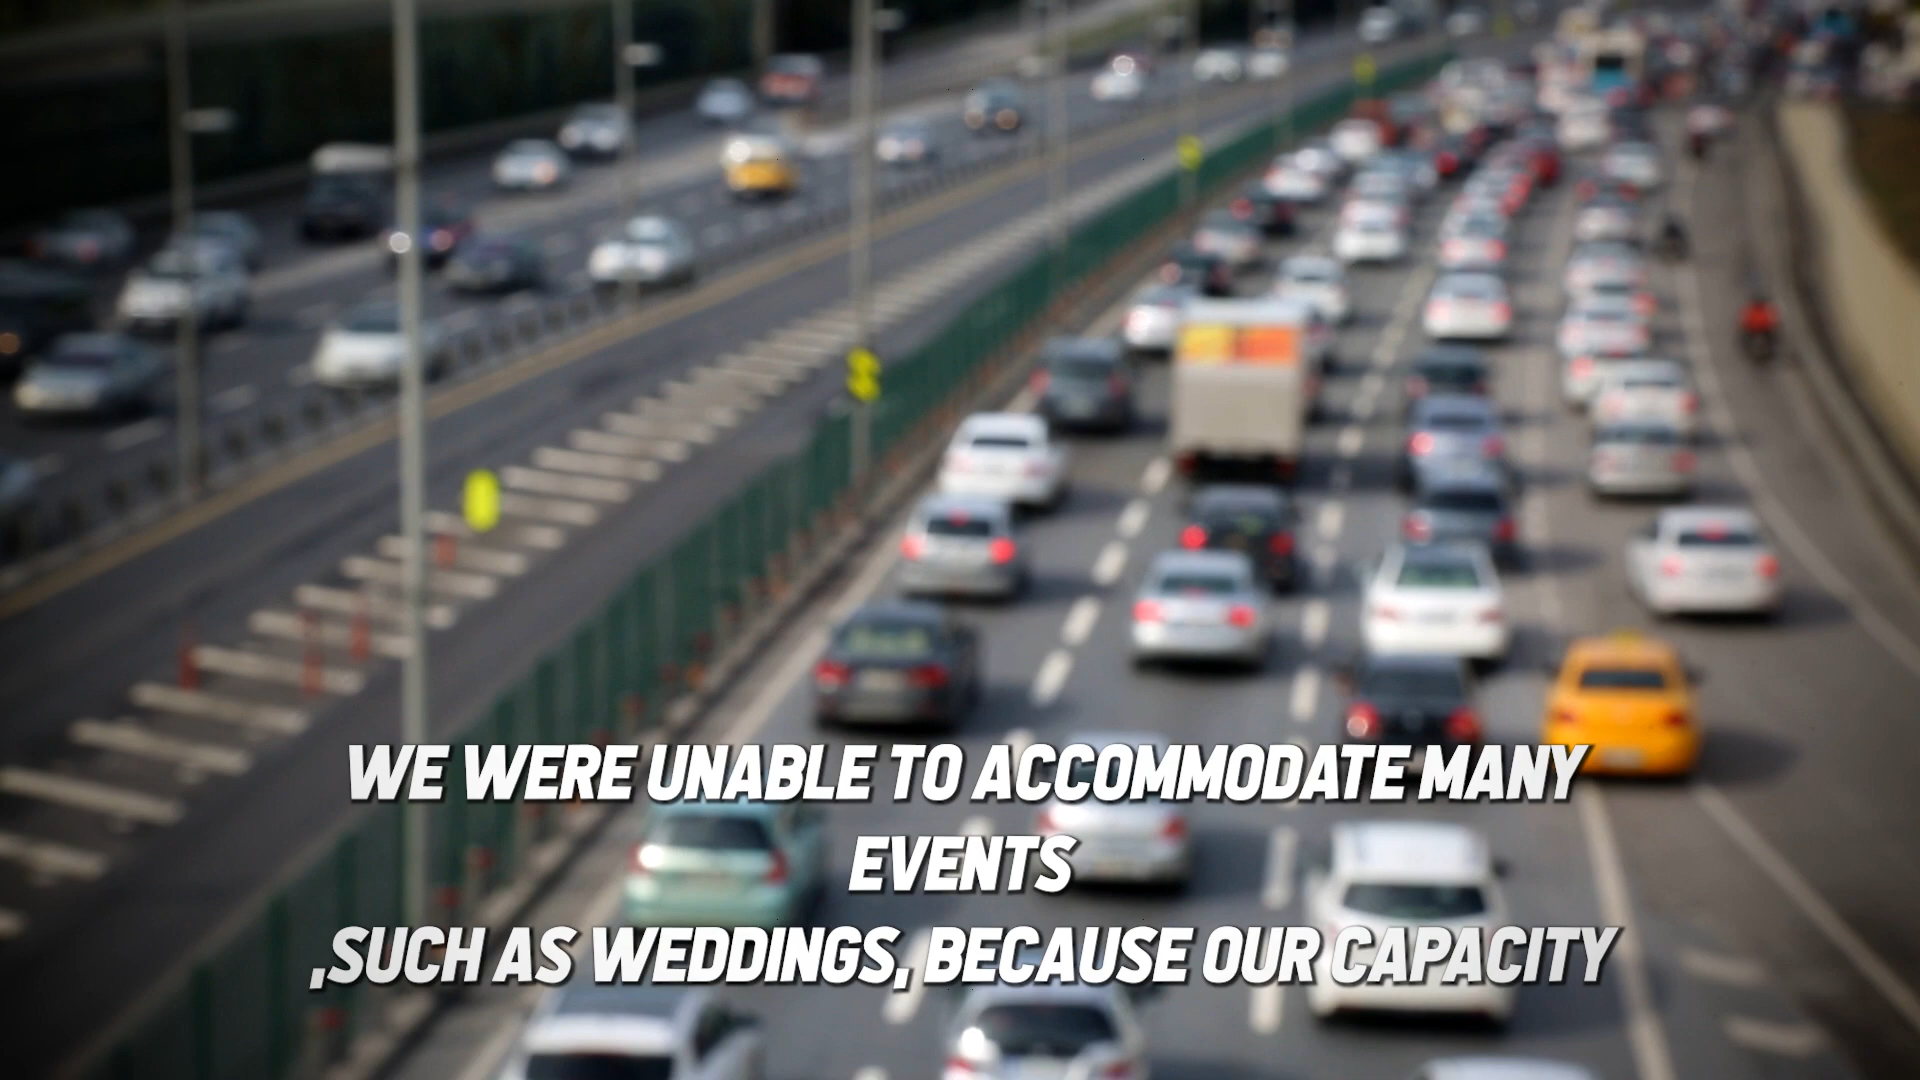 WE WERE UNABLE TO ACCOMMODATE MANY
EVENTS
,SUCH AS WEDDINGS, BECAUSE OUR CAPACITY